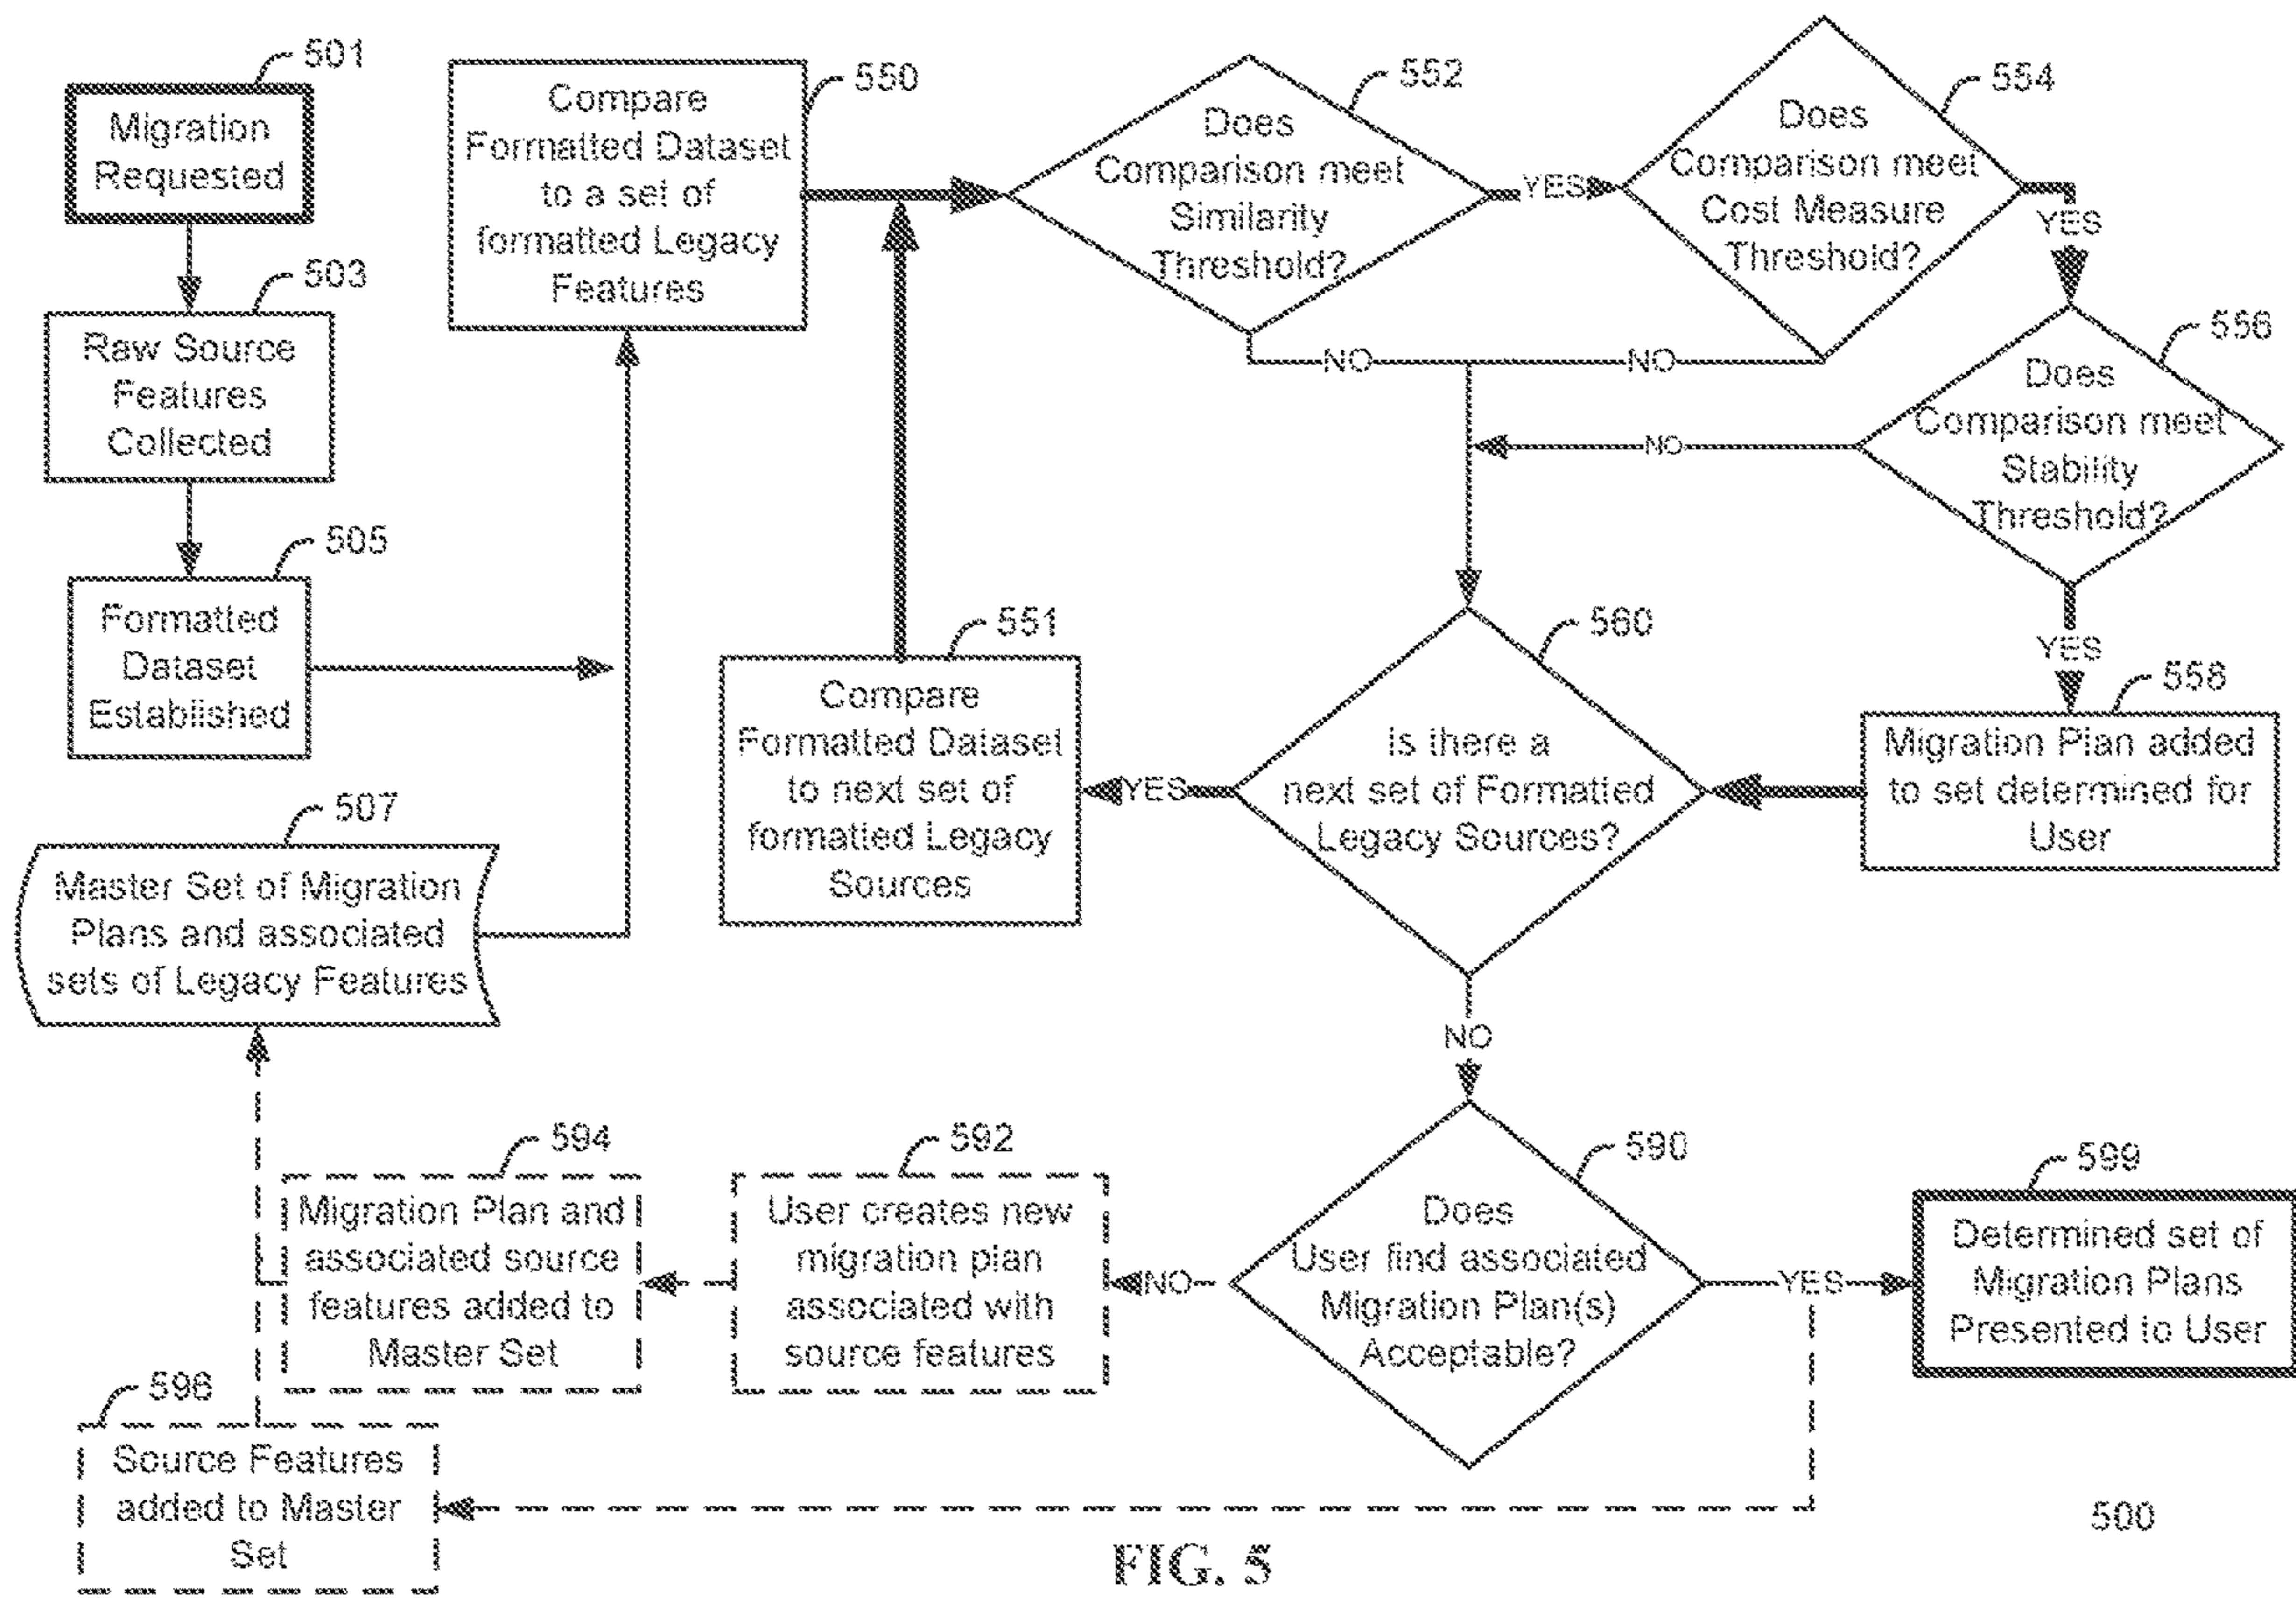 501
Migration
Requested
503
Raw Source
Features
Collected
505
Formatted
Dataset
Established
507
Master Set of Migration
Plans and associated
sets of Legacy Features
550
Compare
Formatted Dataset
to a set of
formatted Legacy
Features
552
Does
Comparison meet
Similarity
Threshold?
YES
NO
554
Does
Comparison meet
Cost Measure
Threshold?
YES
NO
556
Does
Comparison meet
Stability
Threshold?
NO
YES
558
Migration Plan added
to set determined for
User
560
Is there a
next set of Formatted
Legacy Sources?
YES
551
Compare
Formatted Dataset
to next set of
formatted Legacy
Sources
NO
590
Does
User find associated
Migration Plan(s)
Acceptable?
YES
599
Determined set of
Migration Plans
Presented to User
NO
592
User creates new
migration plan
associated with
source features
594
Migration Plan and
associated source
features added to
Master Set
596
Source Features
added to Master
Set
500
FIG. 5